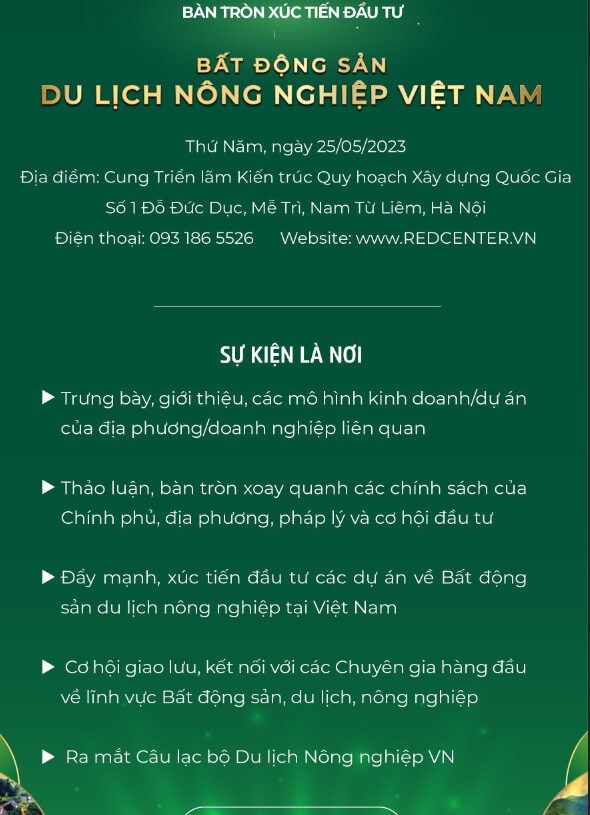 BÀN TRÒN XÚC TIẾN ĐẦU TƯ
BẤT ĐỘNG SẢN
DU LỊCH NÔNG NGHIỆP VIỆT NAM
Thứ Năm, ngày 25/05/2023
Địa điểm: Cung Triển lãm Kiến trúc Quy hoạch Xây dựng Quốc Gia
Số 1 Đỗ Đức Dục, Mễ Trì, Nam Từ Liêm, Hà Nội
Điện thoại: 093 186 5526 Website: www.REDCENTER.VN
SỰ KIỆN LÀ NƠI
▶ Trưng bày, giới thiệu, các mô hình kinh doanh/dự án
của địa phương/doanh nghiệp liên quan
▶ Thảo luận, bàn tròn xoay quanh các chính sách của
Chính phủ, địa phương, pháp lý và cơ hội đầu tư
▶ Đẩy mạnh, xúc tiến đầu tư các dự án về Bất động
sản du lịch nông nghiệp tại Việt Nam
▶ Cơ hội giao lưu, kết nối với các Chuyên gia hàng đầu
về lĩnh vực Bất động sản, du lịch, nông nghiệp
▶ Ra mắt Câu lạc bộ Du lịch Nông nghiệp VN